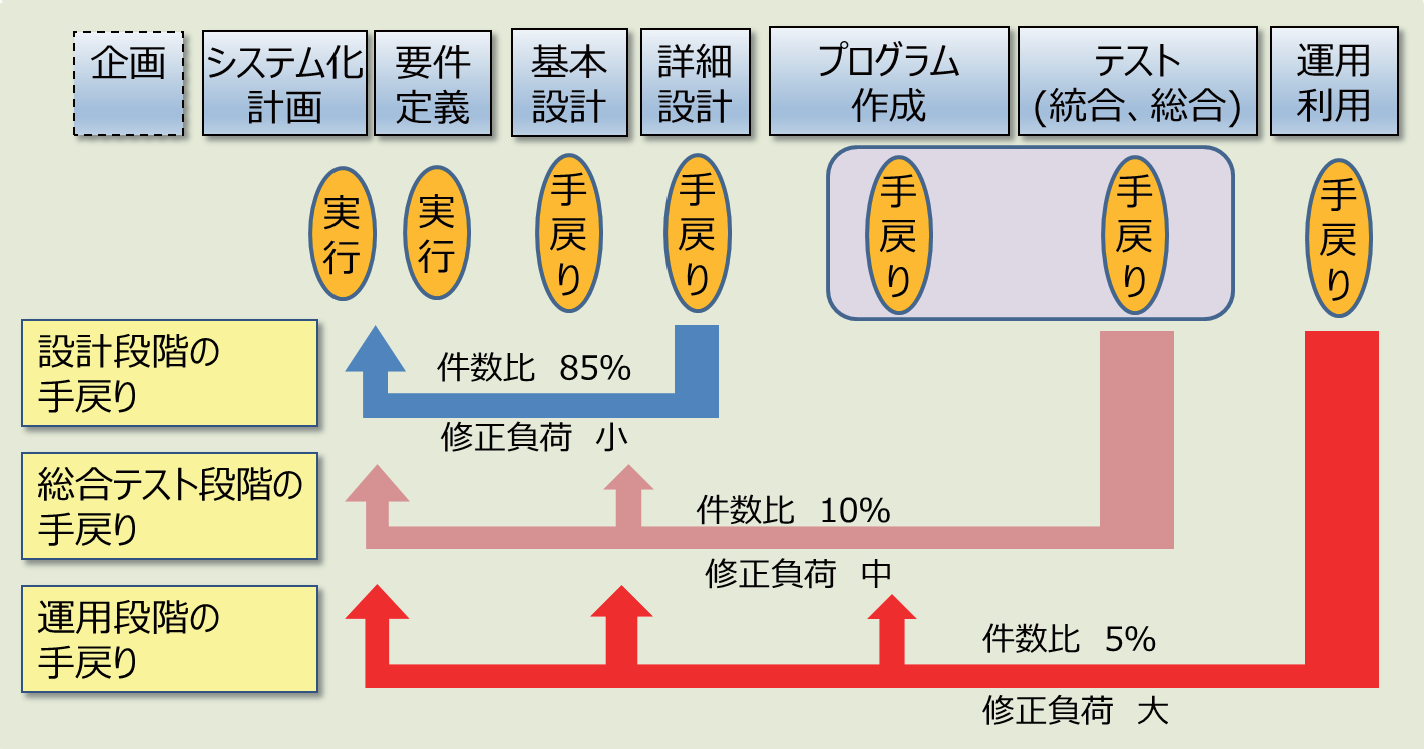 企画
システム化
計画
要件
定義
基本
設計
詳細
設計
プログラム
作成
テスト
(統合、総合)
運用
利用
実行
実行
手戻り
手戻り
手戻り
手戻り
手戻り
設計段階の
手戻り
件数比　85%
修正負荷　小
総合テスト段階の
手戻り
件数比　10%
修正負荷　中
運用段階の
手戻り
件数比　5%
修正負荷　大